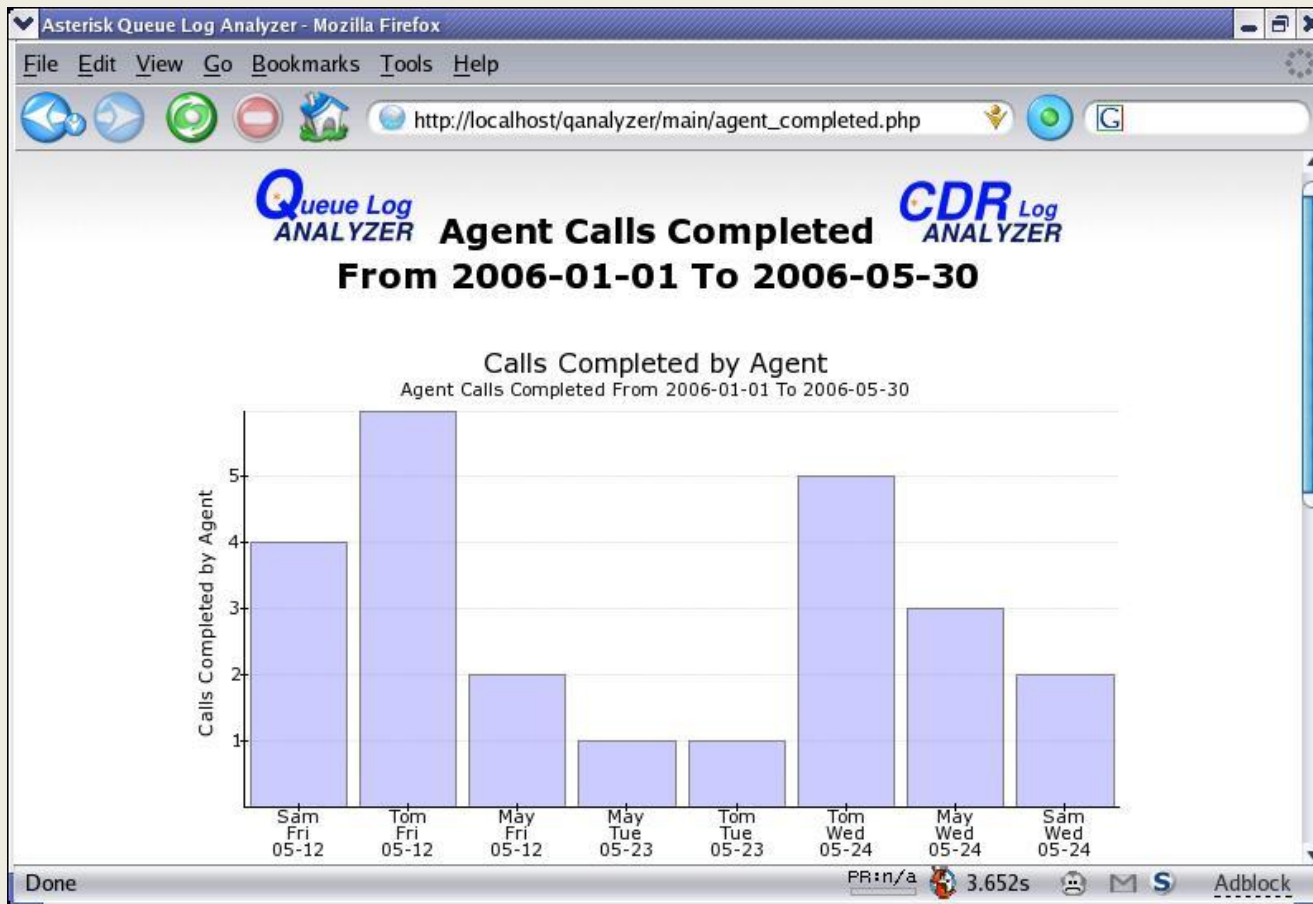 Asterisk Queue Log Analyzer - Mozilla Firefox
File Edit View Go Bookmarks Tools Help
http://localhost/qanalyzer/main/agent_completed.php
G
Queue Log
ANALYZER
Agent Calls Completed
CDR Log
ANALYZER
From 2006-01-01 To 2006-05-30
Calls Completed by Agent
Agent Calls Completed From 2006-01-01 To 2006-05-30
Calls Completed by Agent
5
4
3
2
1
Sam Tom May May Tom Tom May Sam
Fri Fri Fri Tue Tue Wed Wed Wed
05-12 05-12 05-12 05-23 05-23 05-24 05-24 05-24
Done PR:n/a 3.652s S Adblock